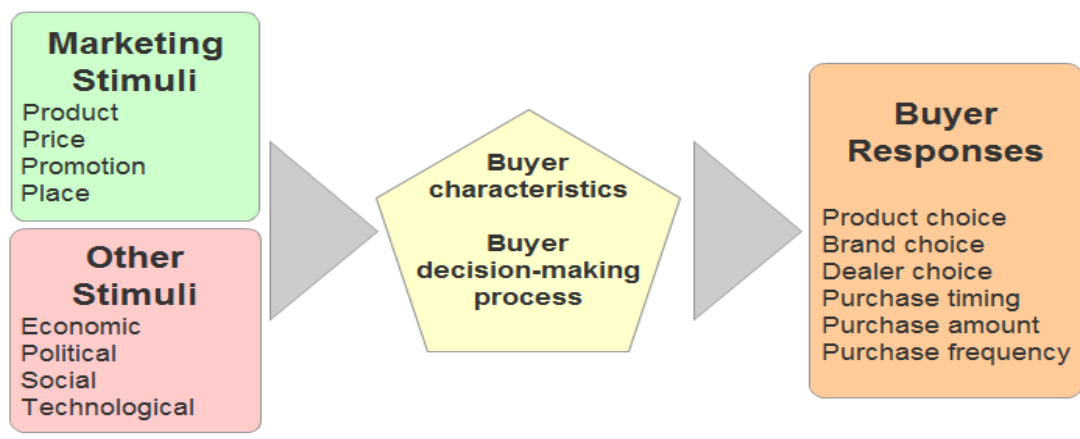 Marketing
Stimuli
Product
Price
Promotion
Place
Other
Stimuli
Economic
Political
Social
Technological
Buyer
characteristics
Buyer
decision-making
process
Buyer
Responses
Product choice
Brand choice
Dealer choice
Purchase timing
Purchase amount
Purchase frequency